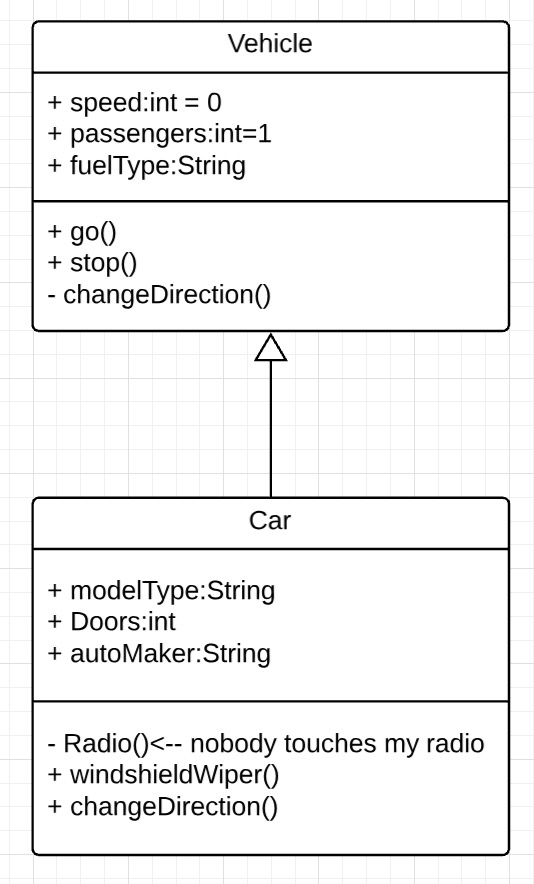 Vehicle
+ speed:int = 0
+ passengers:int=1
+ fuelType:String
+ go()
+ stop()
- changeDirection()
Car
+ modelType:String
+ Doors:int
+ autoMaker:String
- Radio()<-- nobody touches my radio
+ windshieldWiper()
+ changeDirection()